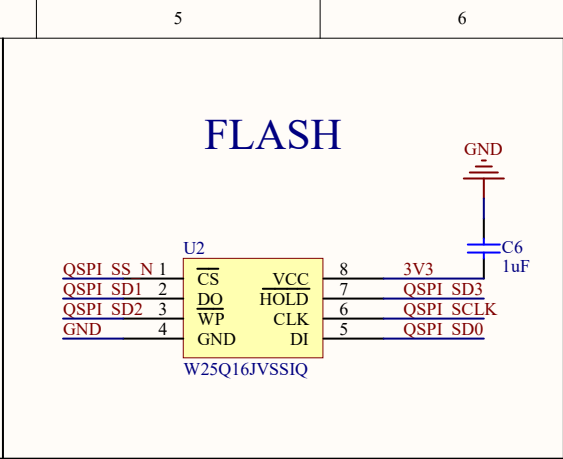 5 6
FLASH
GND
U2
C6
1uF
QSPI_SS_N 1 CS VCC 8 3V3
QSPI_SD1 2 DO HOLD 7 QSPI_SD3
QSPI_SD2 3 WP CLK 6 QSPI_SCLK
GND 4 GND DI 5 QSPI_SD0
W25Q16JVSSIQ